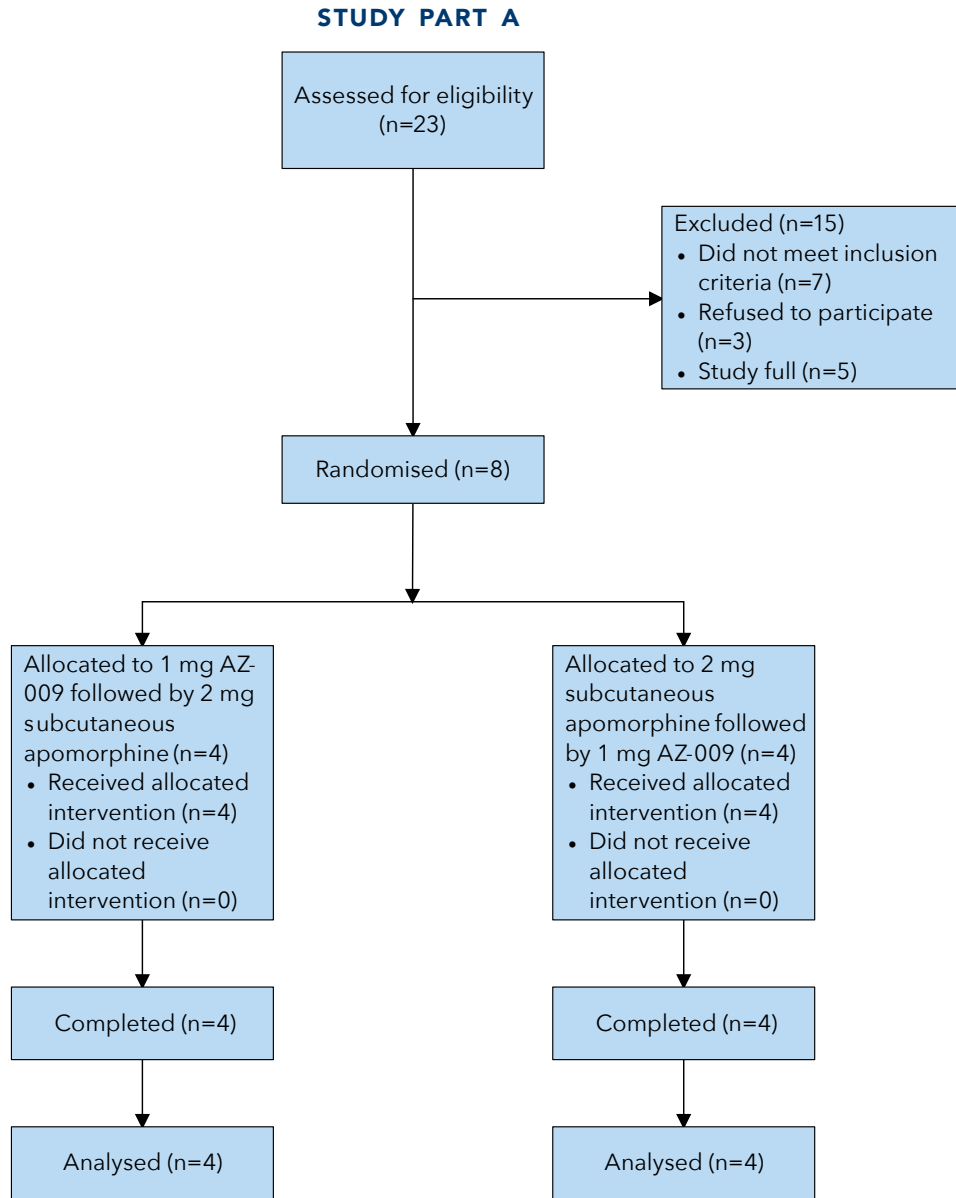 STUDY PART A
Assessed for eligibility
(n=23)
Excluded (n=15)
• Did not meet inclusion
criteria (n=7)
• Refused to participate
(n=3)
• Study full (n=5)
Randomised (n=8)
Allocated to 1 mg AZ-
009 followed by 2 mg
subcutaneous
apomorphine (n=4)
• Received allocated
intervention (n=4)
• Did not receive
allocated
intervention (n=0)
Allocated to 2 mg
subcutaneous
apomorphine followed
by 1 mg AZ-009 (n=4)
• Received allocated
intervention (n=4)
• Did not receive
allocated
intervention (n=0)
Completed (n=4)
Completed (n=4)
Analysed (n=4)
Analysed (n=4)